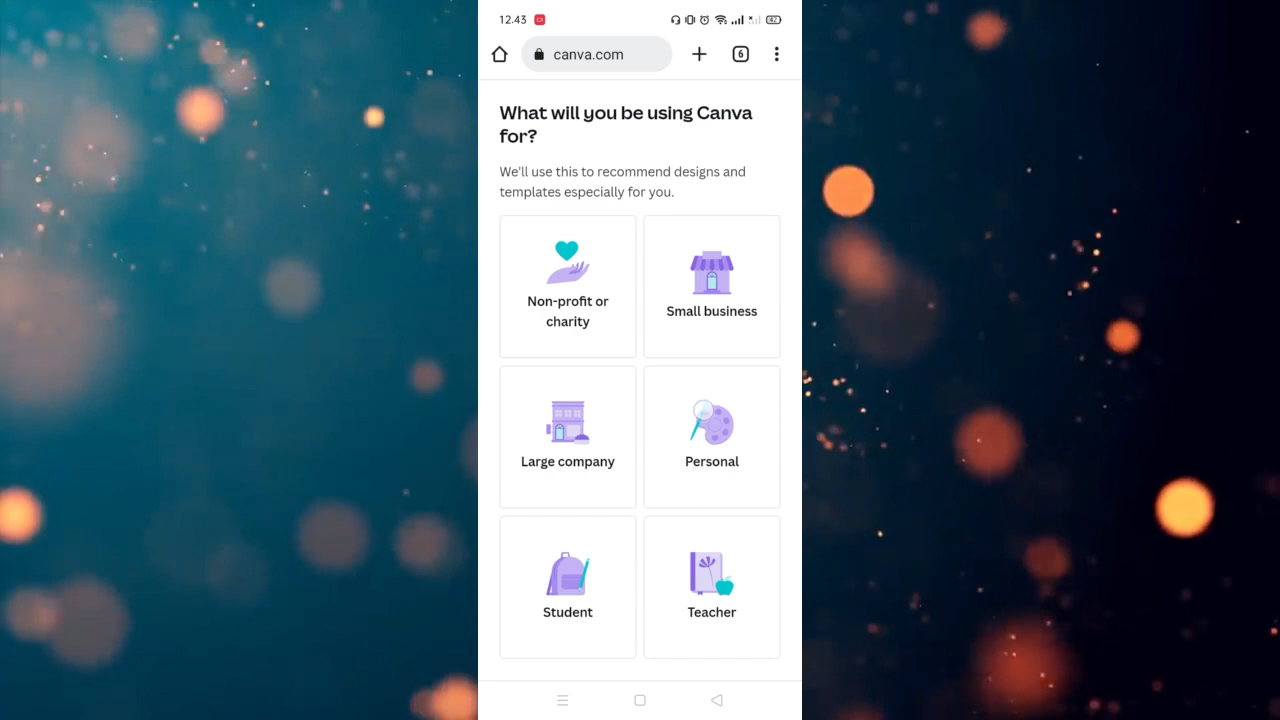 12.43
canva.com
6
What will you be using Canva
for?
We'll use this to recommend designs and
templates especially for you.
Non-profit or
charity
Small business
Large company
Personal
Student
Teacher